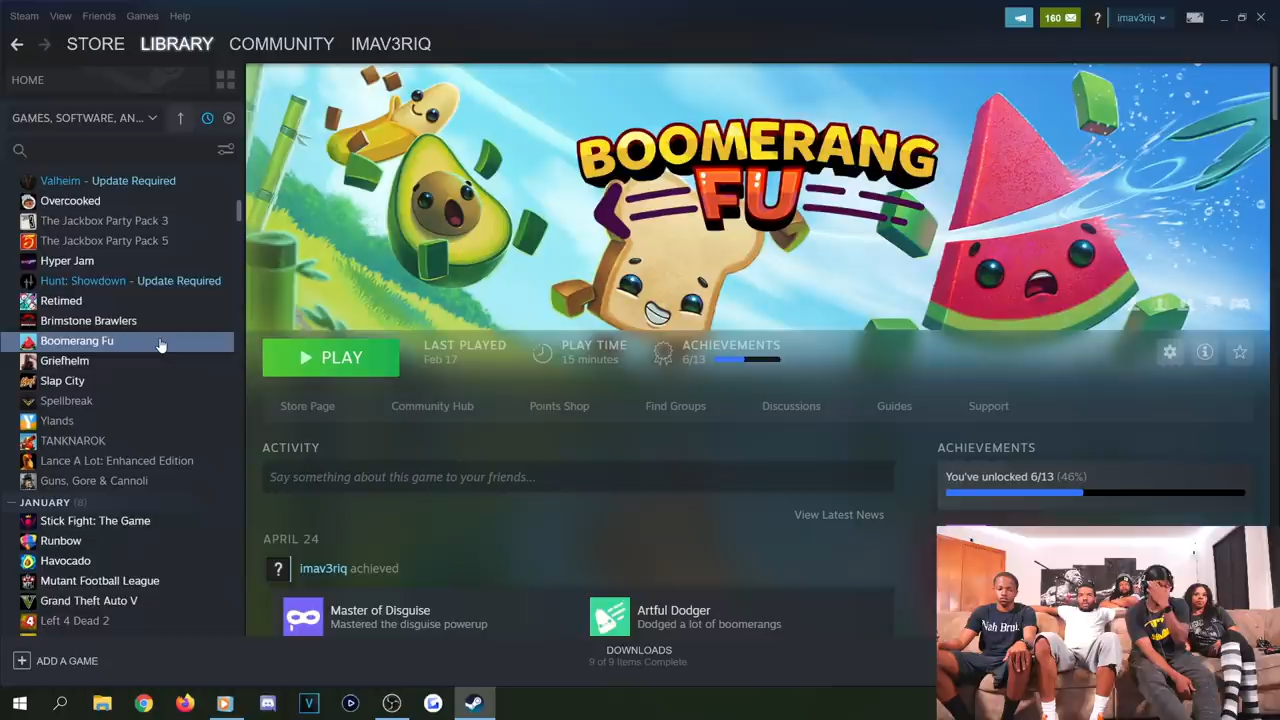 Steam View Friends Games Help
160 ? imav3riq
STORE LIBRARY COMMUNITY IMAV3RIQ
HOME
GAMES, SOFTWARE, AN...
Valheim - Update Required
Overcooked
The Jackbox Party Pack 3
The Jackbox Party Pack 5
Hyper Jam
Hunt: Showdown - Update Required
Retimed
Brimstone Brawlers
Boomerang Fu
Griefhelm
Slap City
Spellbreak
Ylands
TANKNAROK
Lance A Lot: Enhanced Edition
Guns, Gore & Cannoli
JANUARY (8)
Stick Fight: The Game
Runbow
Havocado
Mutant Football League
Grand Theft Auto V
Left 4 Dead 2
ADD A GAME
BOOMERANG
FU
PLAY
LAST PLAYED
Feb 17
PLAY TIME
15 minutes
ACHIEVEMENTS
6/13
Store Page Community Hub Points Shop Find Groups Discussions Guides Support
ACTIVITY
Say something about this game to your friends...
View Latest News
APRIL 24
? imav3riq achieved
Master of Disguise
Mastered the disguise powerup
Artful Dodger
Dodged a lot of boomerangs
ACHIEVEMENTS
You've unlocked 6/13 (46%)
DOWNLOADS
9 of 9 Items Complete
Nah Bru.